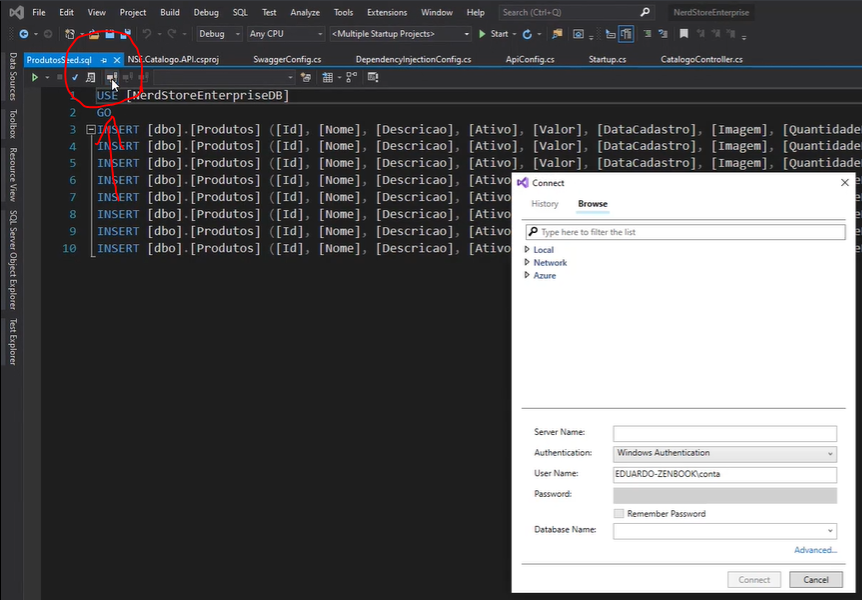 File Edit View Project Build Debug SQL Test Analyze Tools Extensions Window Help Search (Ctrl+Q) NerdStoreEnterprise
Debug Any CPU <Multiple Startup Projects> Start
ProdutosSeed.sql NSE.Catalogo.API.csproj SwaggerConfig.cs DependencyInjectionConfig.cs ApiConfig.cs Startup.cs CatalogoController.cs
Data Sources
Toolbox
Resource View
SQL Server Object Explorer
Test Explorer
1 USE [NerdStoreEnterpriseDB]
2 GO
3 INSERT [dbo].[Produtos] ([Id], [Nome], [Descricao], [Ativo], [Valor], [DataCadastro], [Imagem], [Quantidade
4 INSERT [dbo].[Produtos] ([Id], [Nome], [Descricao], [Ativo], [Valor], [DataCadastro], [Imagem], [Quantidade
5 INSERT [dbo].[Produtos] ([Id], [Nome], [Descricao], [Ativo], [Valor], [DataCadastro], [Imagem], [Quantidade
6 INSERT [dbo].[Produtos] ([Id], [Nome], [Descricao], [Ativo
7 INSERT [dbo].[Produtos] ([Id], [Nome], [Descricao], [Ativo
8 INSERT [dbo].[Produtos] ([Id], [Nome], [Descricao], [Ativo
9 INSERT [dbo].[Produtos] ([Id], [Nome], [Descricao], [Ativo
10 INSERT [dbo].[Produtos] ([Id], [Nome], [Descricao], [Ativo
Connect
History Browse
Type here to filter the list
Local
Network
Azure
Server Name:
Authentication: Windows Authentication
User Name: EDUARDO-ZENBOOK\conta
Password:
Remember Password
Database Name:
Advanced...
Connect Cancel